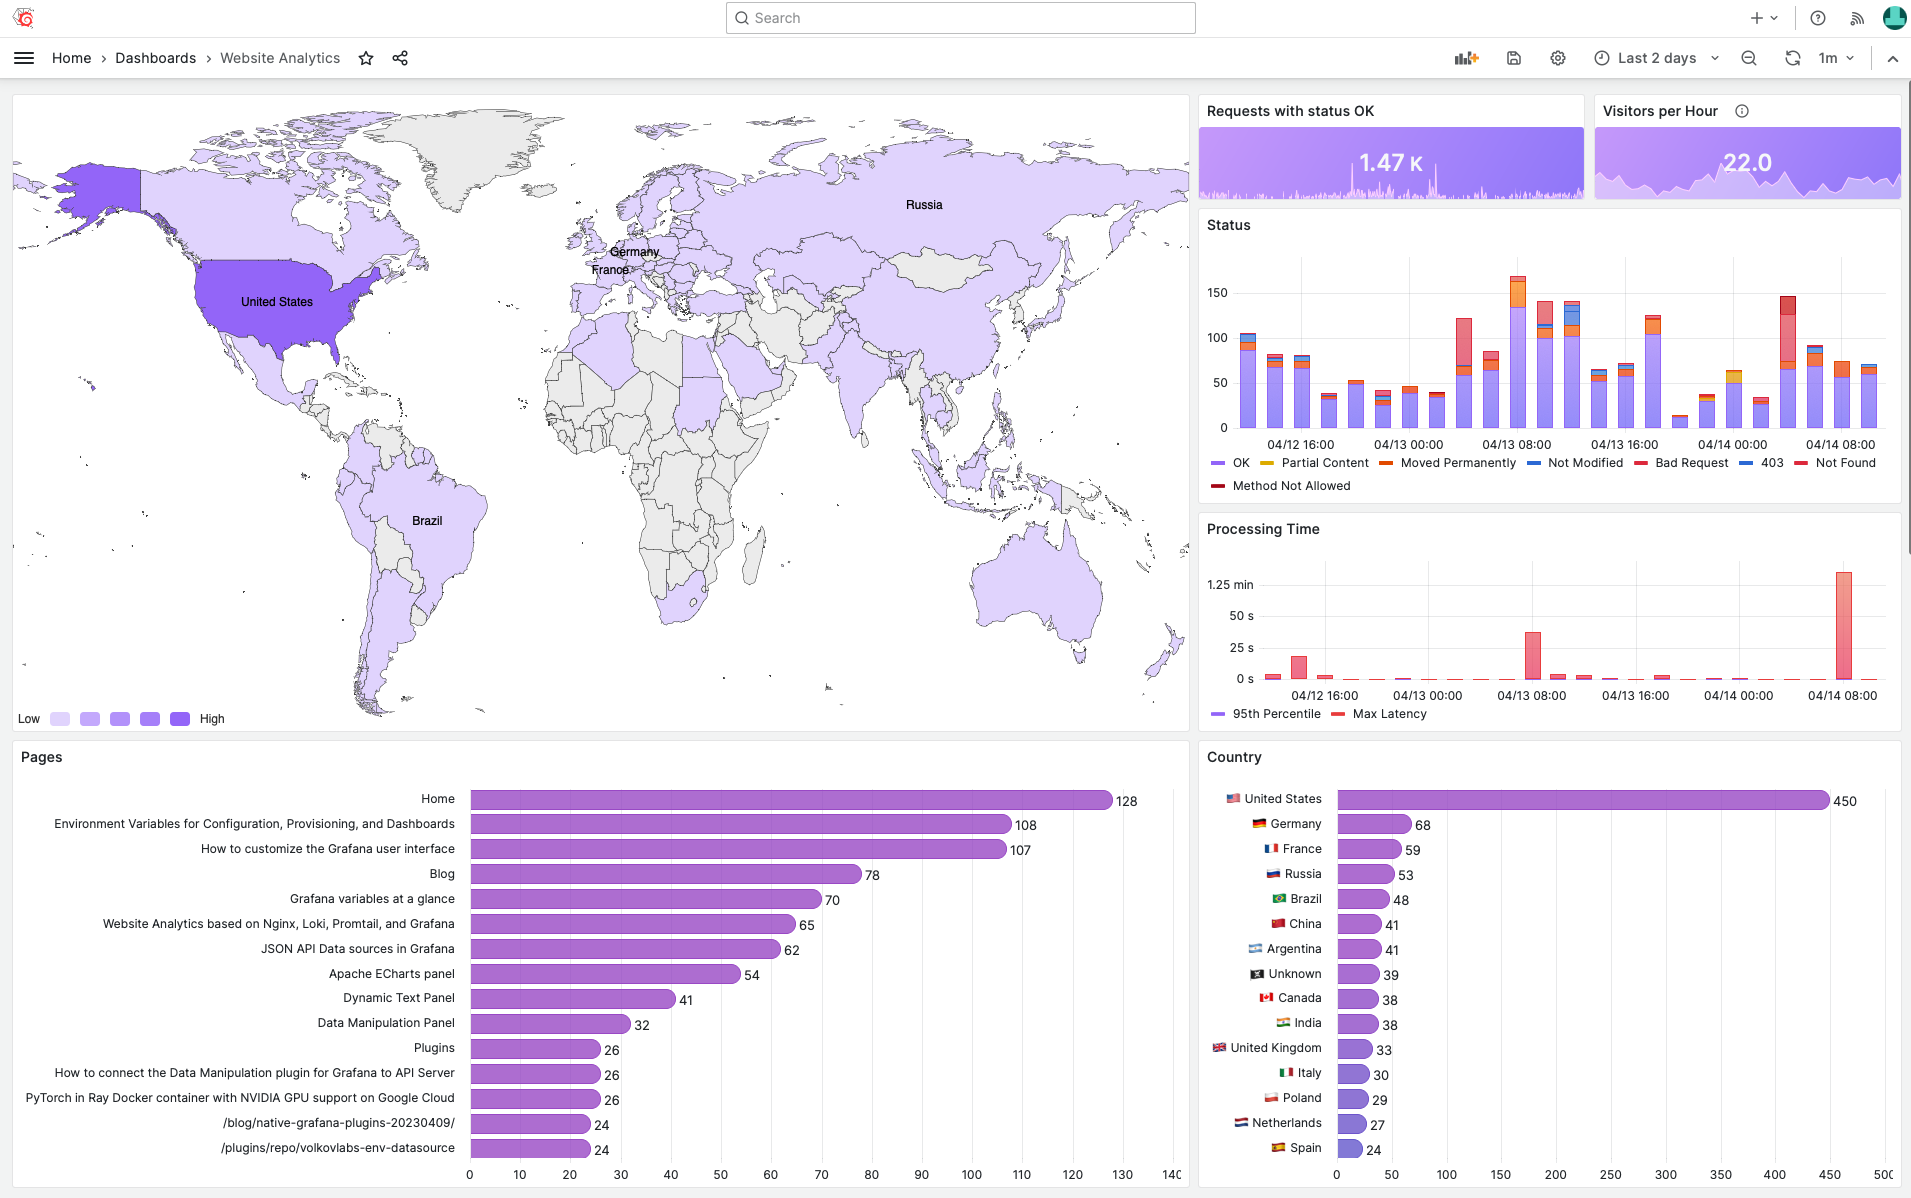 Search
Home › Dashboards › Website Analytics
Last 2 days
1m
Russia
Germany
France
United States
Brazil
Low
High
Requests with status OK
1.47 K
Visitors per Hour
22.0
Status
150
100
50
0
04/12 16:00 04/13 00:00 04/13 08:00 04/13 16:00 04/14 00:00 04/14 08:00
OK Partial Content Moved Permanently Not Modified Bad Request 403 Not Found
Method Not Allowed
Processing Time
1.25 min
50 s
25 s
0 s
04/12 16:00 04/13 00:00 04/13 08:00 04/13 16:00 04/14 00:00 04/14 08:00
95th Percentile Max Latency
Pages
Home 128
Environment Variables for Configuration, Provisioning, and Dashboards 108
How to customize the Grafana user interface 107
Blog 78
Grafana variables at a glance 70
Website Analytics based on Nginx, Loki, Promtail, and Grafana 65
JSON API Data sources in Grafana 62
Apache ECharts panel 54
Dynamic Text Panel 41
Data Manipulation Panel 32
Plugins 26
How to connect the Data Manipulation plugin for Grafana to API Server 26
PyTorch in Ray Docker container with NVIDIA GPU support on Google Cloud 26
/blog/native-grafana-plugins-20230409/ 24
/plugins/repo/volkovlabs-env-datasource 24
0 10 20 30 40 50 60 70 80 90 100 110 120 130
Country
United States 450
Germany 68
France 59
Russia 53
Brazil 48
China 41
Argentina 41
Unknown 39
Canada 38
India 38
United Kingdom 33
Italy 30
Poland 29
Netherlands 27
Spain 24
0 50 100 150 200 250 300 350 400 450